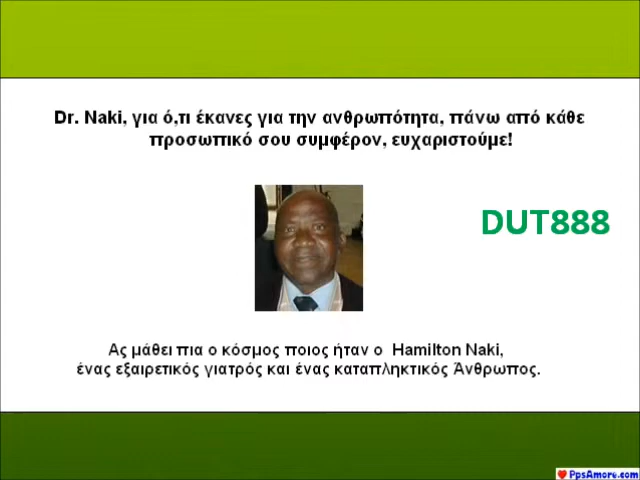 Dr. Naki, για ό,τι έκανες για την ανθρωπότητα, πάνω από κάθε
προσωπικό σου συμφέρον, ευχαριστούμε!
DUT888
Ας μάθει πια ο κόσμος ποιος ήταν ο  Hamilton Naki,
ένας εξαιρετικός γιατρός και ένας καταπληκτικός Άνθρωπος.
PpsAmore.com